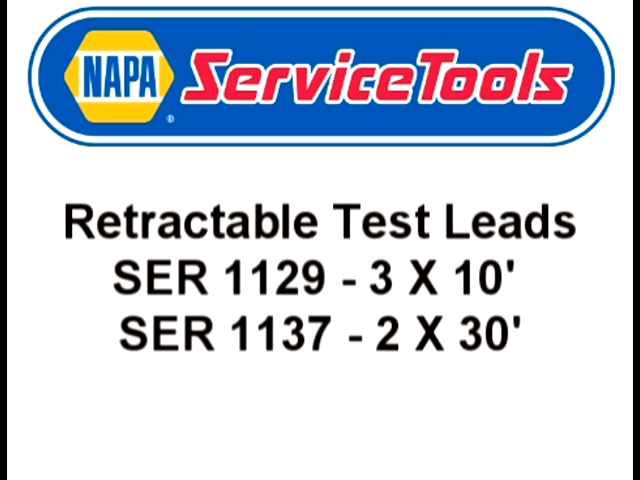 NAPA ServiceTools
Retractable Test Leads
SER 1129 - 3 X 10'
SER 1137 - 2 X 30'